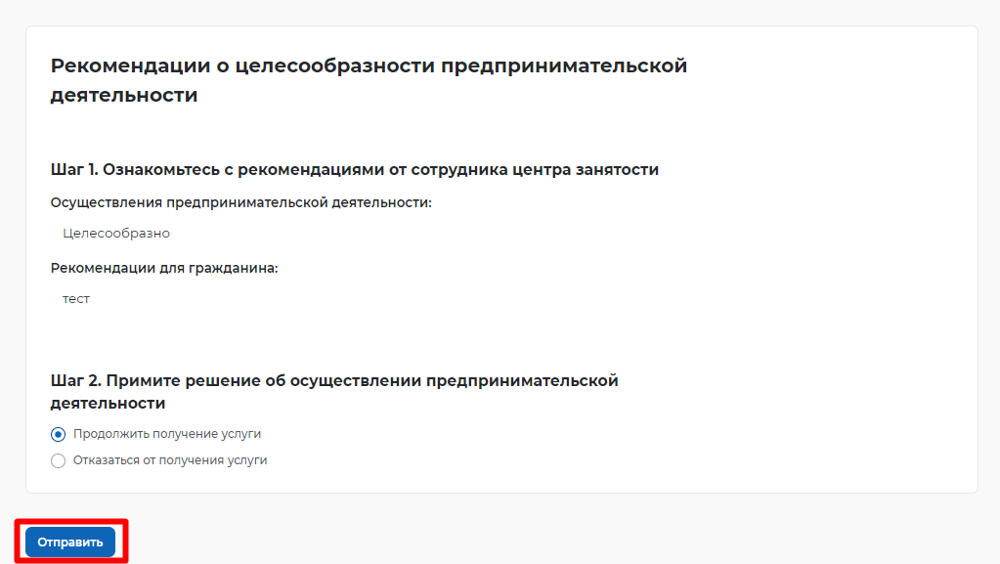 Рекомендации о целесообразности предпринимательской
деятельности
Шаг 1. Ознакомьтесь с рекомендациями от сотрудника центра занятости
Осуществления предпринимательской деятельности:
Целесообразно
Рекомендации для гражданина:
тест
Шаг 2. Примите решение об осуществлении предпринимательской
деятельности
Продолжить получение услуги
Отказаться от получения услуги
Отправить